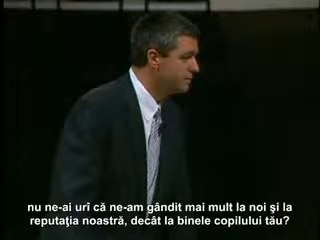 nu ne-ai urî că ne-am gândit mai mult la noi şi la
reputaţia noastră, decât la binele copilului tău?